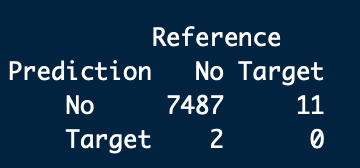 Reference
Prediction No Target
No 7487 11
Target 2 0